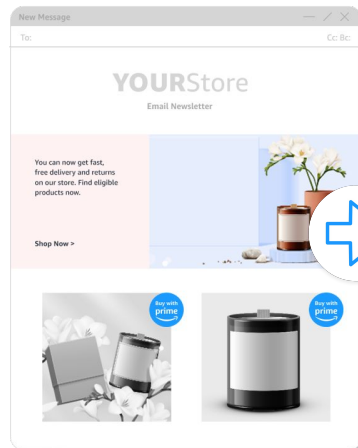 New Message
To:
Cc: Bc:
YOURStore
Email Newsletter
You can now get fast,
free delivery and returns
on our store. Find eligible
products now.
Shop Now >
Buy with
prime
Buy with
prime